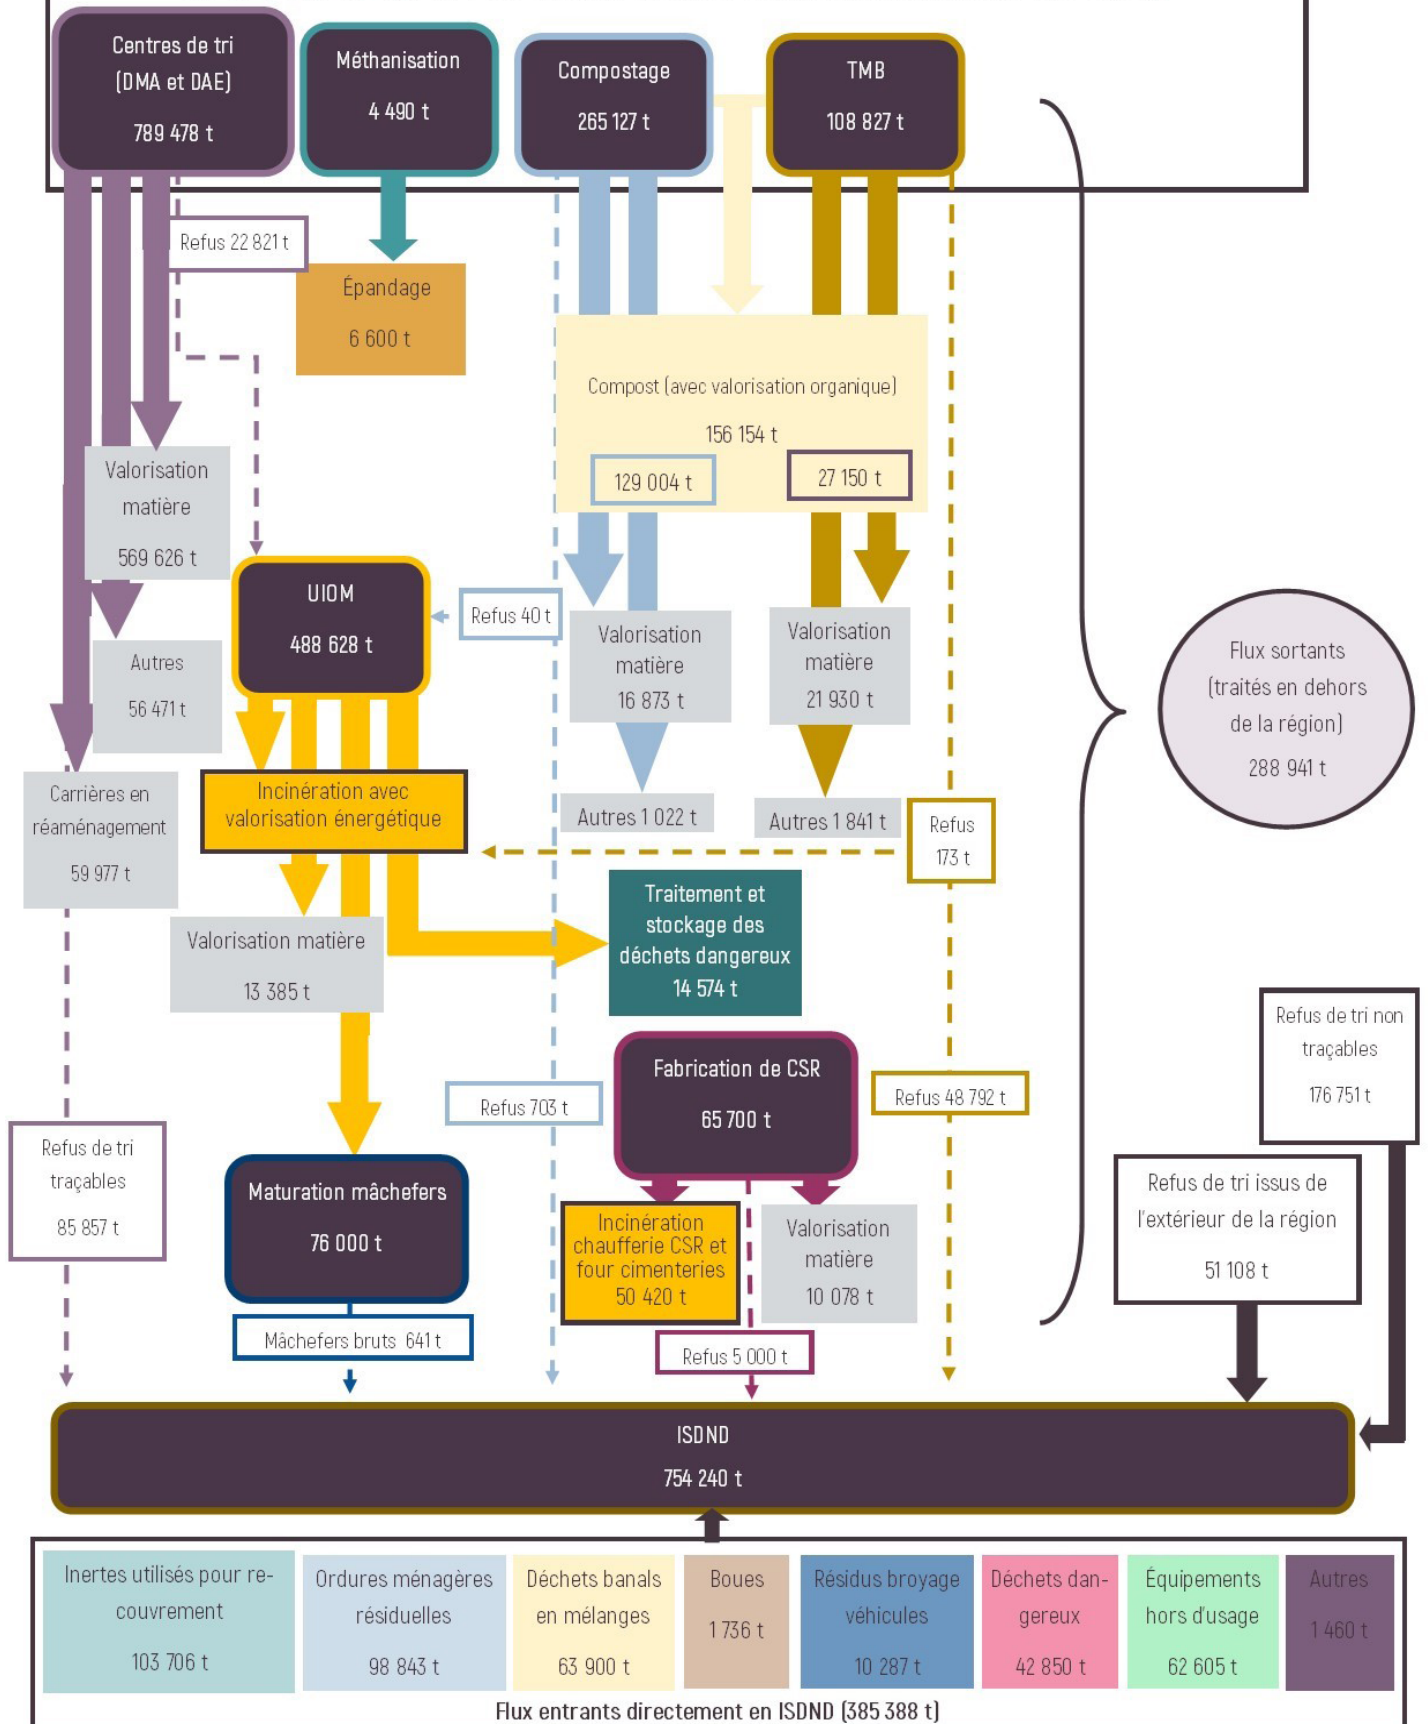 Centres de tri
(DMA et DAE)
789 478 t
Méthanisation
4 490 t
Compostage
265 127 t
TMB
108 827 t
Refus 22 821 t
Épandage
6 600 t
Compost (avec valorisation organique)
156 154 t
129 004 t
27 150 t
Valorisation
matière
569 626 t
UIOM
488 628 t
Refus 40 t
Valorisation
matière
16 873 t
Valorisation
matière
21 930 t
Autres
56 471 t
Flux sortants
(traités en dehors
de la région)
288 941 t
Carrières en
réaménagement
59 977 t
Incinération avec
valorisation énergétique
Autres 1 022 t
Autres 1 841 t
Refus
173 t
Valorisation matière
13 385 t
Traitement et
stockage des
déchets dangereux
14 574 t
Refus de tri non
traçables
176 751 t
Fabrication de CSR
65 700 t
Refus 703 t
Refus 48 792 t
Refus de tri
traçables
85 857 t
Maturation mâchefers
76 000 t
Refus de tri issus de
l'extérieur de la région
51 108 t
Incinération
chaufferie CSR et
four cimenteries
50 420 t
Valorisation
matière
10 078 t
Mâchefers bruts 641 t
Refus 5 000 t
ISDND
754 240 t
Inertes utilisés pour re-
couvrement
103 706 t
Ordures ménagères
résiduelles
98 843 t
Déchets banals
en mélanges
63 900 t
Boues
1 736 t
Résidus broyage
véhicules
10 287 t
Déchets dan-
gereux
42 850 t
Équipements
hors d'usage
62 605 t
Autres
1 460 t
Flux entrants directement en ISDND (385 388 t)